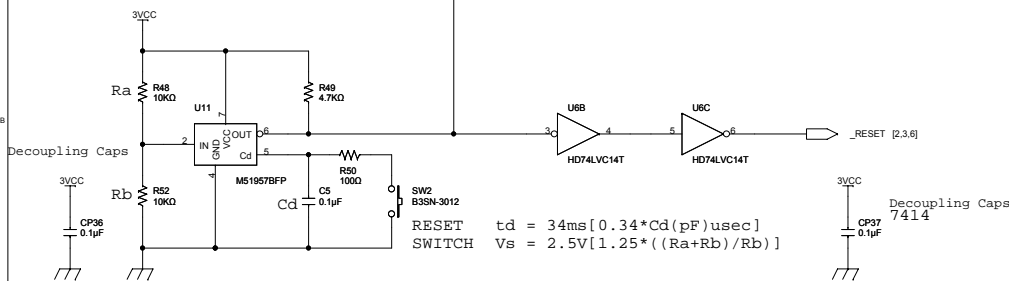 3VCC
Ra
R48
10KΩ
R49
4.7KΩ
U11
7
2
IN
GND
VCC
OUT
6
Cd
5
4
M51957BFP
U6B
3
4
HD74LVC14T
U6C
5
6
HD74LVC14T
_RESET [2,3,6]
B
Decoupling Caps
3VCC
CP36
0.1µF
Rb
R52
10KΩ
Cd
C5
0.1µF
R50
100Ω
SW2
B3SN-3012
RESET td = 34ms[0.34*Cd(pF)usec]
SWITCH Vs = 2.5V[1.25*((Ra+Rb)/Rb)]
3VCC
CP37
0.1µF
Decoupling Caps
7414